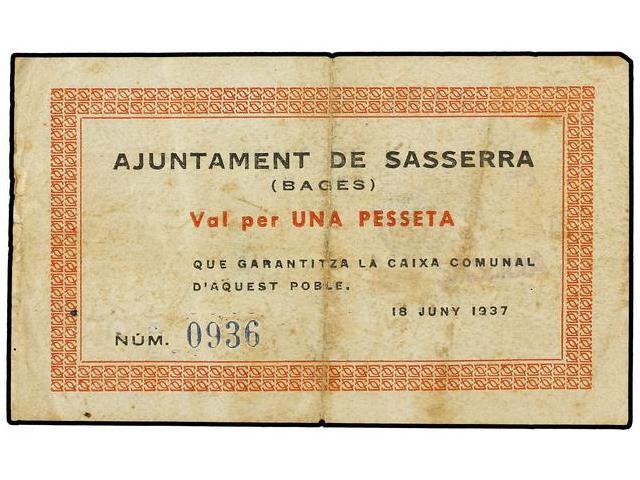 AJUNTAMENT DE SASSERRA
(BAGES)
Val per UNA PESSETA
QUE GARANTITZA LA CAIXA COMUNAL
D'AQUEST POBLE.
18 JUNY 1937
NÚM. 0936